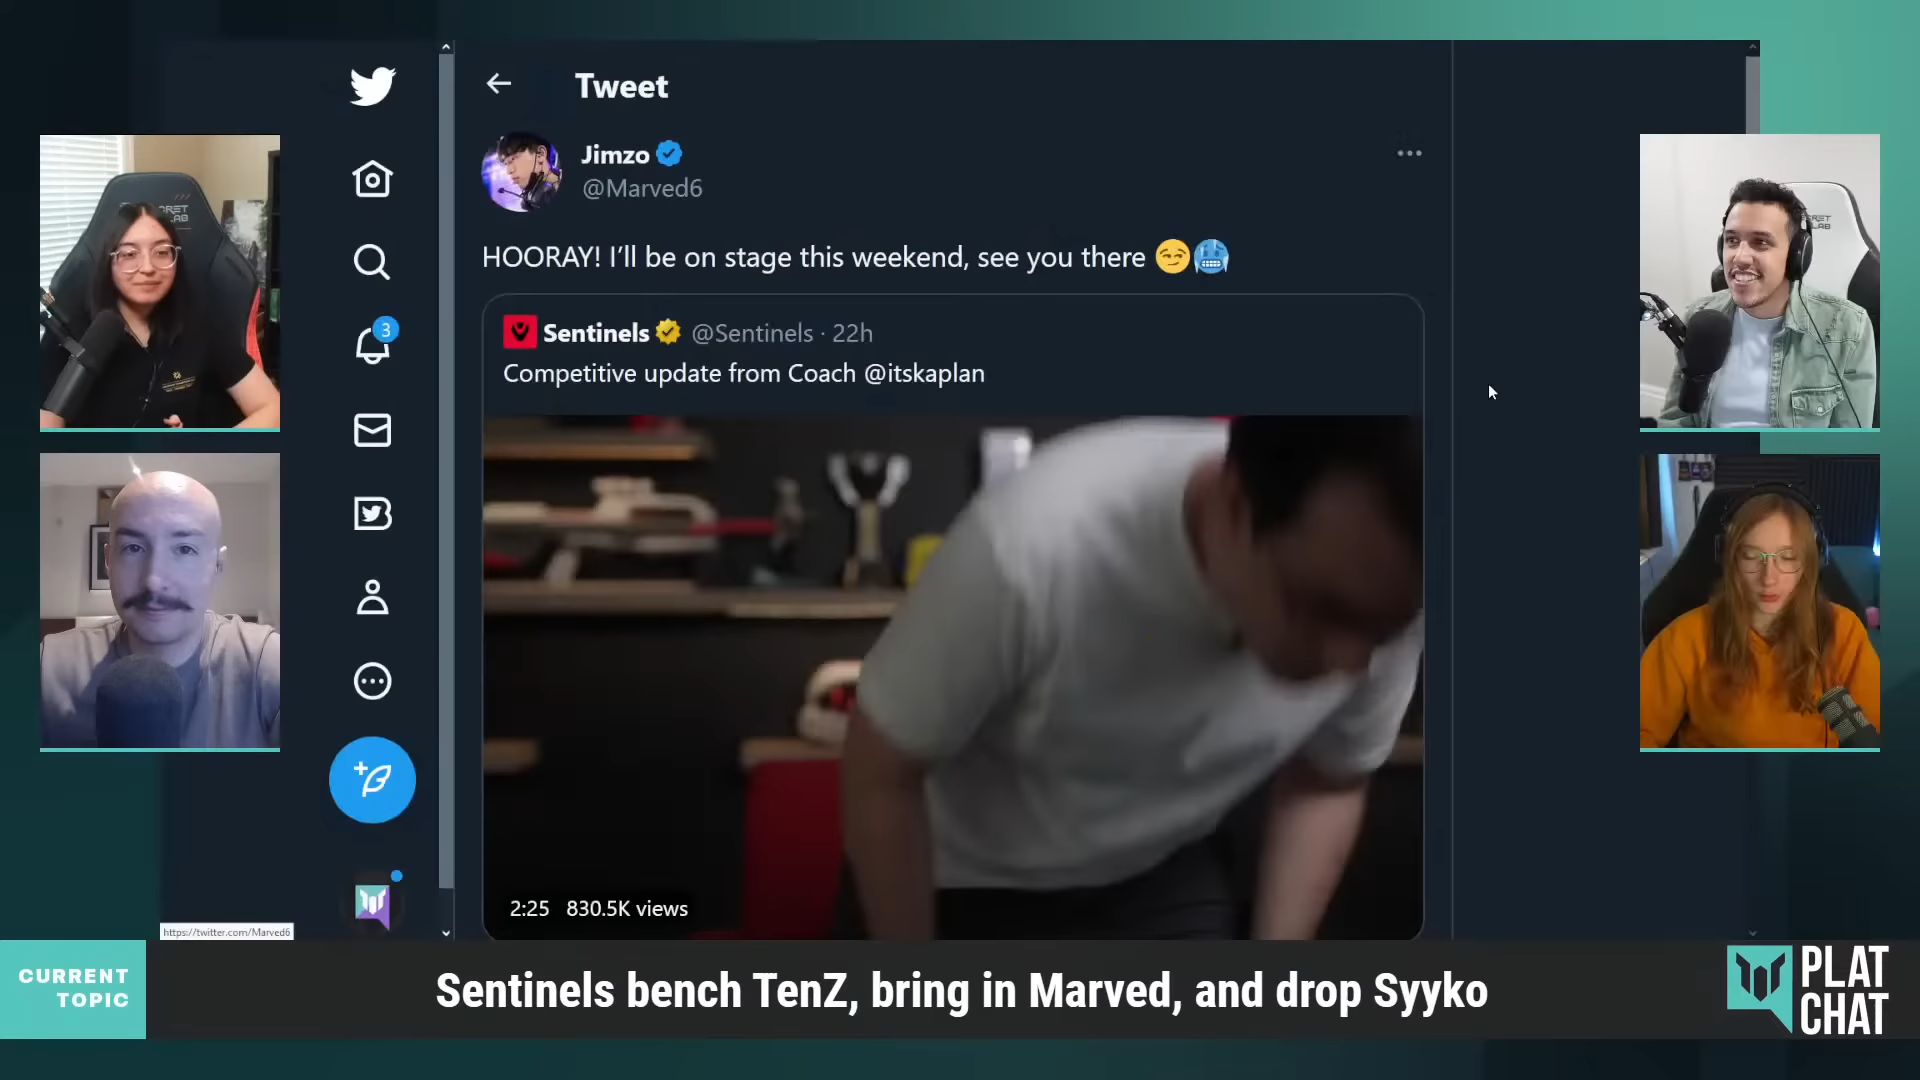 Tweet
Jimzo
@Marved6
HOORAY! I’ll be on stage this weekend, see you there 😏🥶
Sentinels @Sentinels · 22h
Competitive update from Coach @itskaplan
3
2:25 830.5K views
https://twitter.com/Marved6
CURRENT
TOPIC
Sentinels bench TenZ, bring in Marved, and drop Syyko
PLAT
CHAT